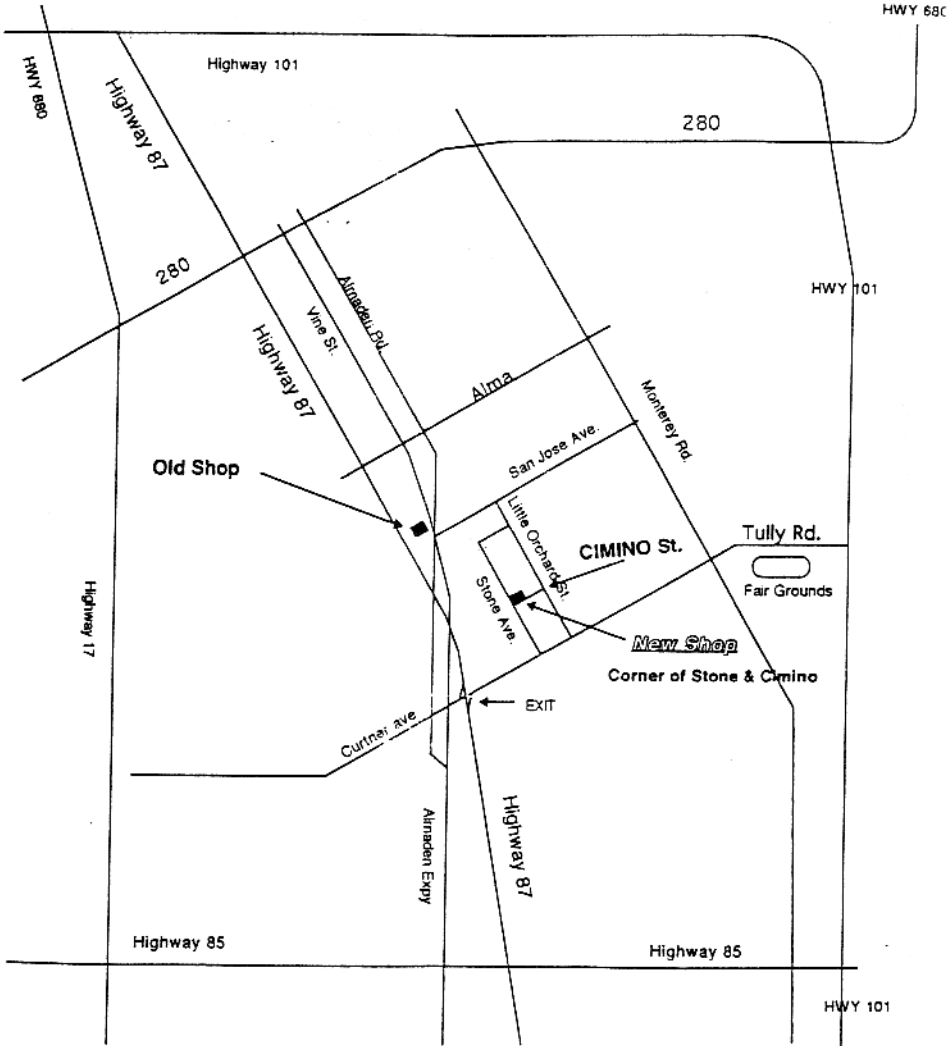 HWY 680
Highway 101
HWY 880
Highway 87
280
280
HWY 101
Almaden Rd.
Vine St.
Highway 87
Alma
Monterey Rd.
San Jose Ave.
Old Shop
Little Orchard St.
Tully Rd.
CIMINO St.
Fair Grounds
Highway 17
Stone Ave.
New Shop
Corner of Stone & Cimino
EXIT
Curtner ave
Almaden Expy
Highway 87
Highway 85
Highway 85
HWY 101